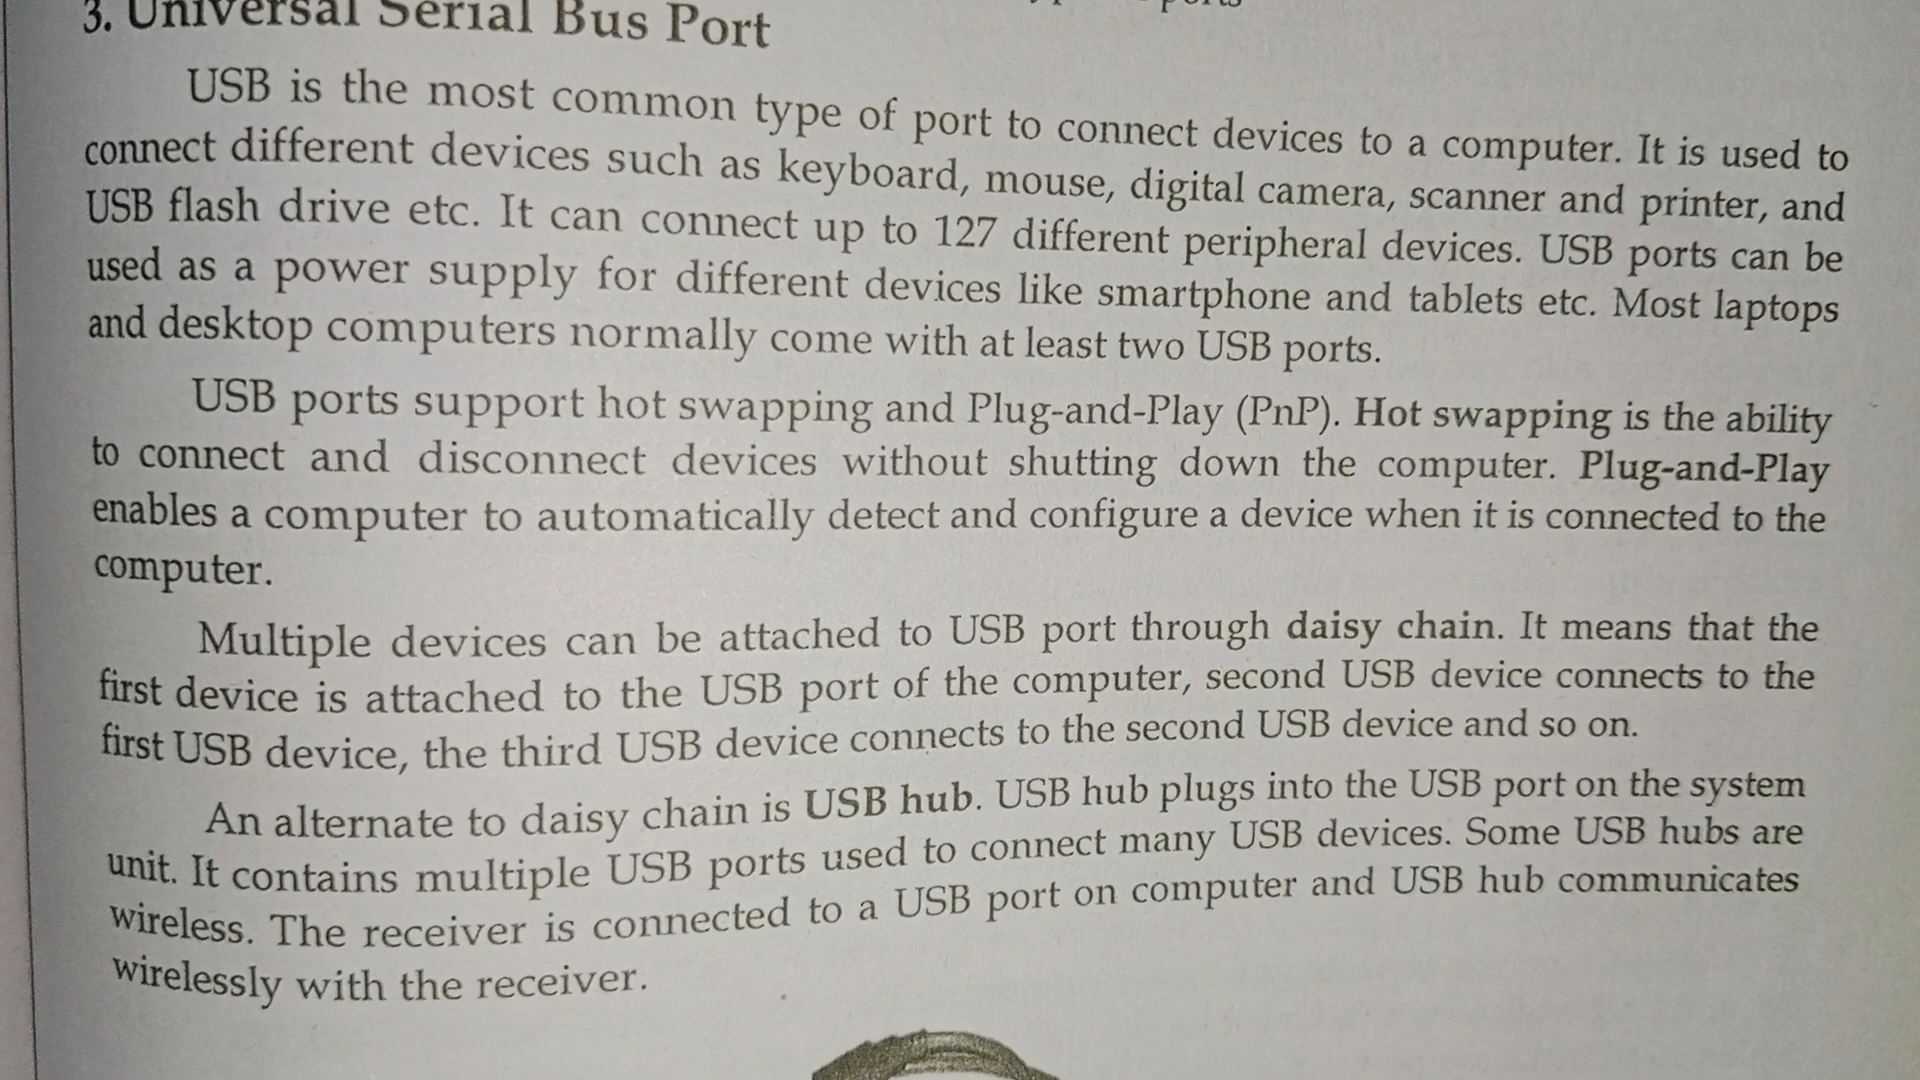 3. Universal Serial Bus Port
USB is the most common type of port to connect devices to a computer. It is used to
connect different devices such as keyboard, mouse, digital camera, scanner and printer, and
USB flash drive etc. It can connect up to 127 different peripheral devices. USB ports can be
used as a power supply for different devices like smartphone and tablets etc. Most laptops
and desktop computers normally come with at least two USB ports.
USB ports support hot swapping and Plug-and-Play (PnP). Hot swapping is the ability
to connect and disconnect devices without shutting down the computer. Plug-and-Play
enables a computer to automatically detect and configure a device when it is connected to the
computer.
Multiple devices can be attached to USB port through daisy chain. It means that the
first device is attached to the USB port of the computer, second USB device connects to the
first USB device, the third USB device connects to the second USB device and so on.
An alternate to daisy chain is USB hub. USB hub plugs into the USB port on the system
unit. It contains multiple USB ports used to connect many USB devices. Some USB hubs are
wireless. The receiver is connected to a USB port on computer and USB hub communicates
wirelessly with the receiver.